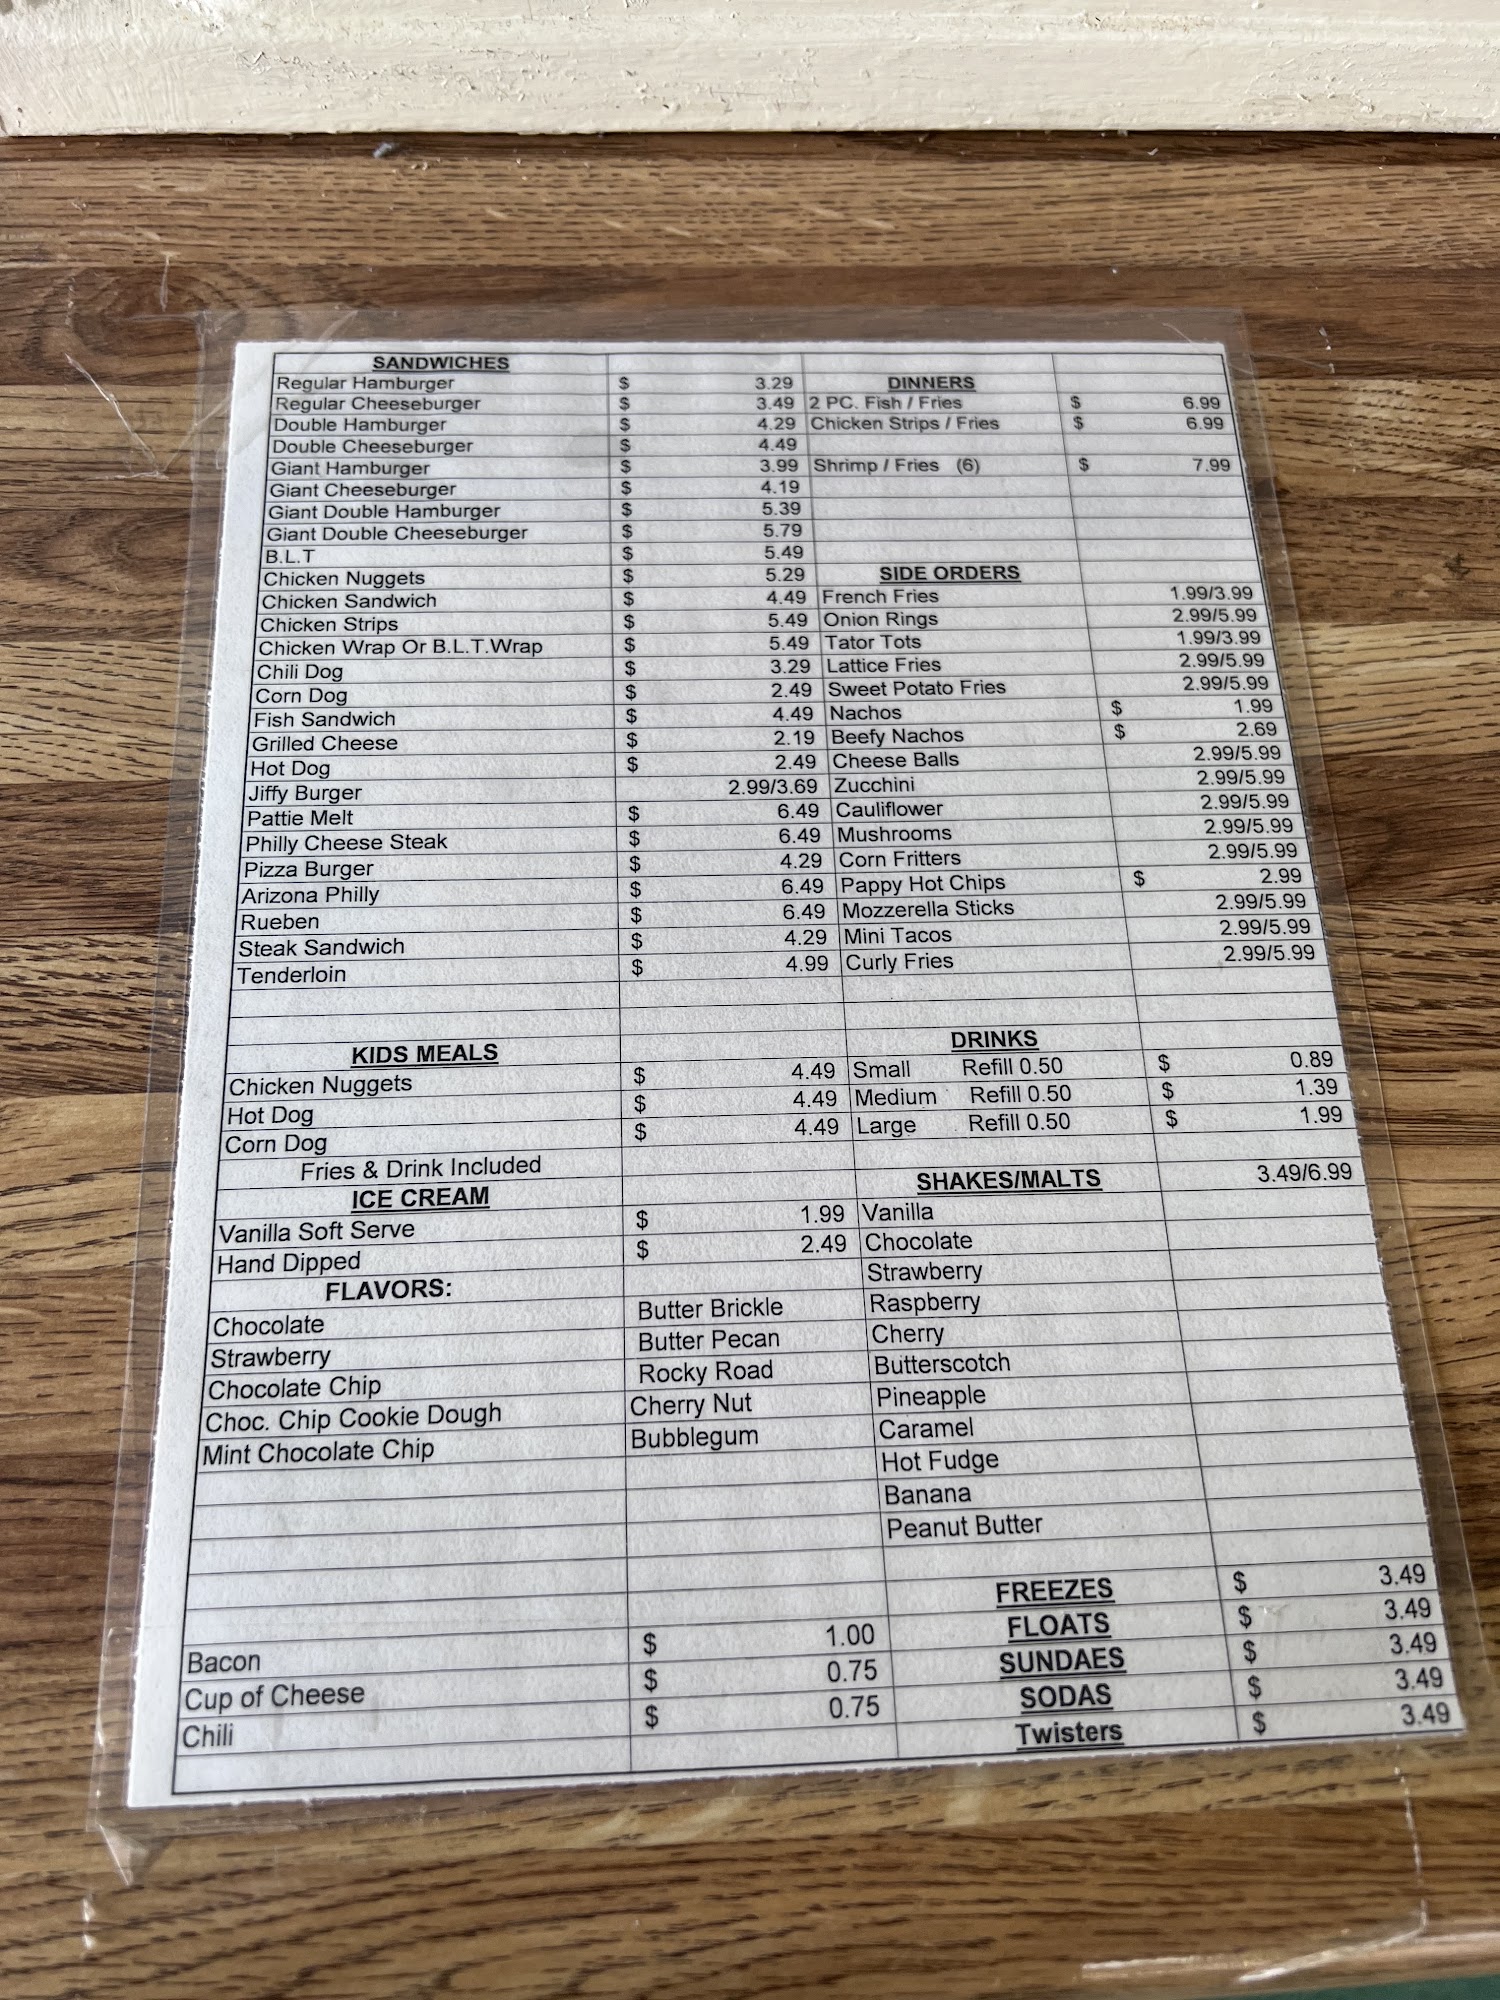 SANDWICHES
Regular Hamburger $ 3.29 DINNERS
Regular Cheeseburger $ 3.49 2 PC. Fish / Fries $ 6.99
Double Hamburger $ 4.29 Chicken Strips / Fries $ 6.99
Double Cheeseburger $ 4.49
Giant Hamburger $ 3.99 Shrimp / Fries (6) $ 7.99
Giant Cheeseburger $ 4.19
Giant Double Hamburger $ 5.39
Giant Double Cheeseburger $ 5.79
B.L.T $ 5.49
Chicken Nuggets $ 5.29 SIDE ORDERS
Chicken Sandwich $ 4.49 French Fries 1.99/3.99
Chicken Strips $ 5.49 Onion Rings 2.99/5.99
Chicken Wrap Or B.L.T.Wrap $ 5.49 Tator Tots 1.99/3.99
Chili Dog $ 3.29 Lattice Fries 2.99/5.99
Corn Dog $ 2.49 Sweet Potato Fries 2.99/5.99
Fish Sandwich $ 4.49 Nachos $ 1.99
Grilled Cheese $ 2.19 Beefy Nachos $ 2.69
Hot Dog $ 2.49 Cheese Balls 2.99/5.99
Jiffy Burger 2.99/3.69 Zucchini 2.99/5.99
Pattie Melt $ 6.49 Cauliflower 2.99/5.99
Philly Cheese Steak $ 6.49 Mushrooms 2.99/5.99
Pizza Burger $ 4.29 Corn Fritters 2.99/5.99
Arizona Philly $ 6.49 Pappy Hot Chips $ 2.99
Rueben $ 6.49 Mozzerella Sticks 2.99/5.99
Steak Sandwich $ 4.29 Mini Tacos 2.99/5.99
Tenderloin $ 4.99 Curly Fries 2.99/5.99
KIDS MEALS DRINKS
Chicken Nuggets $ 4.49 Small Refill 0.50 $ 0.89
Hot Dog $ 4.49 Medium Refill 0.50 $ 1.39
Corn Dog $ 4.49 Large Refill 0.50 $ 1.99
Fries & Drink Included
ICE CREAM SHAKES/MALTS 3.49/6.99
Vanilla Soft Serve $ 1.99 Vanilla
Hand Dipped $ 2.49 Chocolate
FLAVORS: Strawberry
Chocolate Butter Brickle Raspberry
Strawberry Butter Pecan Cherry
Chocolate Chip Rocky Road Butterscotch
Choc. Chip Cookie Dough Cherry Nut Pineapple
Mint Chocolate Chip Bubblegum Caramel
Hot Fudge
Banana
Peanut Butter
FREEZES $ 3.49
Bacon $ 1.00 FLOATS $ 3.49
Cup of Cheese $ 0.75 SUNDAES $ 3.49
Chili $ 0.75 SODAS $ 3.49
Twisters $ 3.49